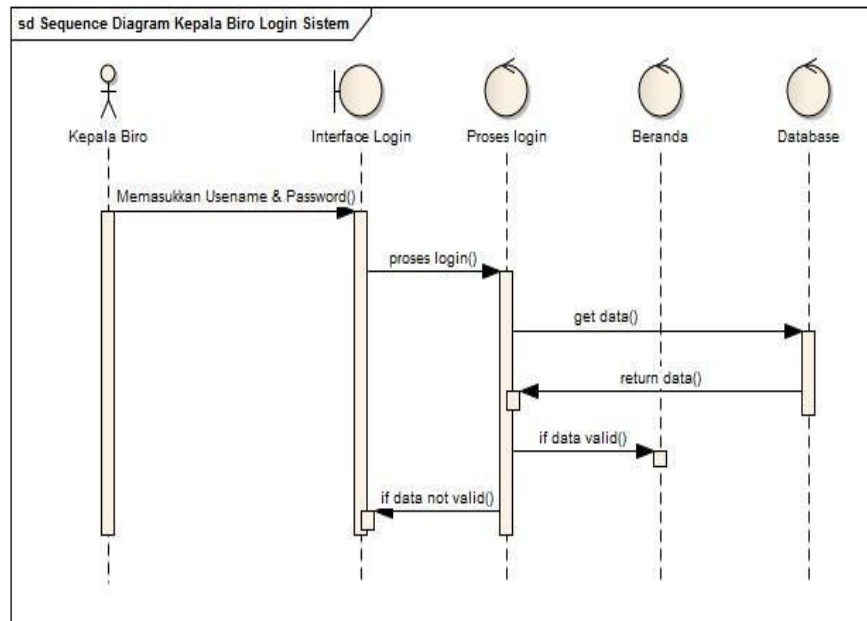 sd Sequence Diagram Kepala Biro Login Sistem
Kepala Biro
Interface Login
Proses login
Beranda
Database
Memasukkan Usename & Password()
proses login()
get data()
return data()
if data valid()
if data not valid()